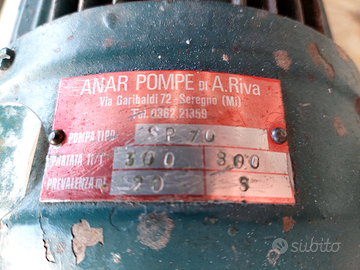 ANAR POMPE DI A.Riva
Via Garibaldi 72 - Seregno (MI)
Tel. 0362 21359
POMPA TIPO SP 70
PORTATA lt/1' 300 800
PREVALENZA mt 20 8
subito